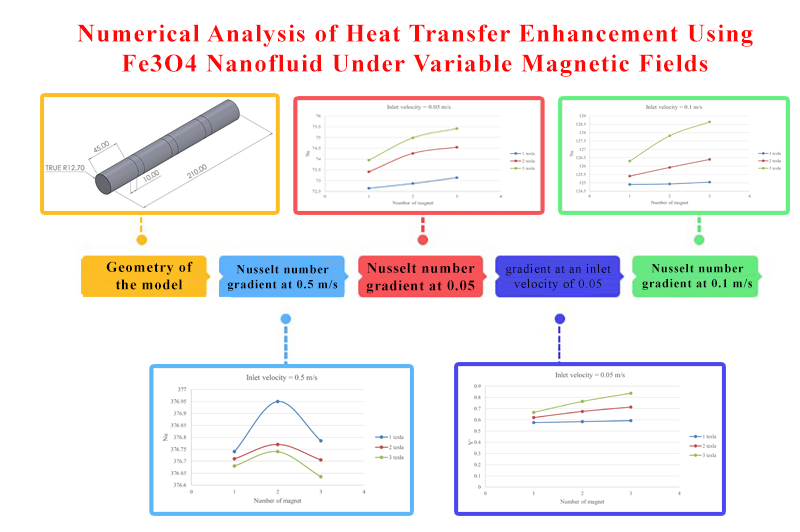 Numerical Analysis of Heat Transfer Enhancement Using
Fe3O4 Nanofluid Under Variable Magnetic Fields
45.00
TRUE R12.70
10.00
210.00
Inlet velocity = 0.05 m/s
76
75.5
75
74.5
74
73.5
73
72.5
Nu
0
1
2
3
4
Number of magnet
1 tesla
2 tesla
3 tesla
Inlet velocity = 0.1 m/s
129
128.5
128
127.5
127
126.5
126
125.5
125
124.5
Nu
0
1
2
3
4
Number of magnet
1 tesla
2 tesla
3 tesla
Geometry of
the model
Nusselt number
gradient at 0.5 m/s
Nusselt number
gradient at 0.05
gradient at an inlet
velocity of 0.05
Nusselt number
gradient at 0.1 m/s
Inlet velocity = 0.5 m/s
377
376.95
376.9
376.85
376.8
376.75
376.7
376.65
376.6
Nu
0
1
2
3
4
Number of magnet
1 tesla
2 tesla
3 tesla
Inlet velocity = 0.05 m/s
0.9
0.8
0.7
0.6
0.5
0.4
0.3
0.2
0.1
0
0
1
2
3
4
Number of magnet
1 tesla
2 tesla
3 tesla